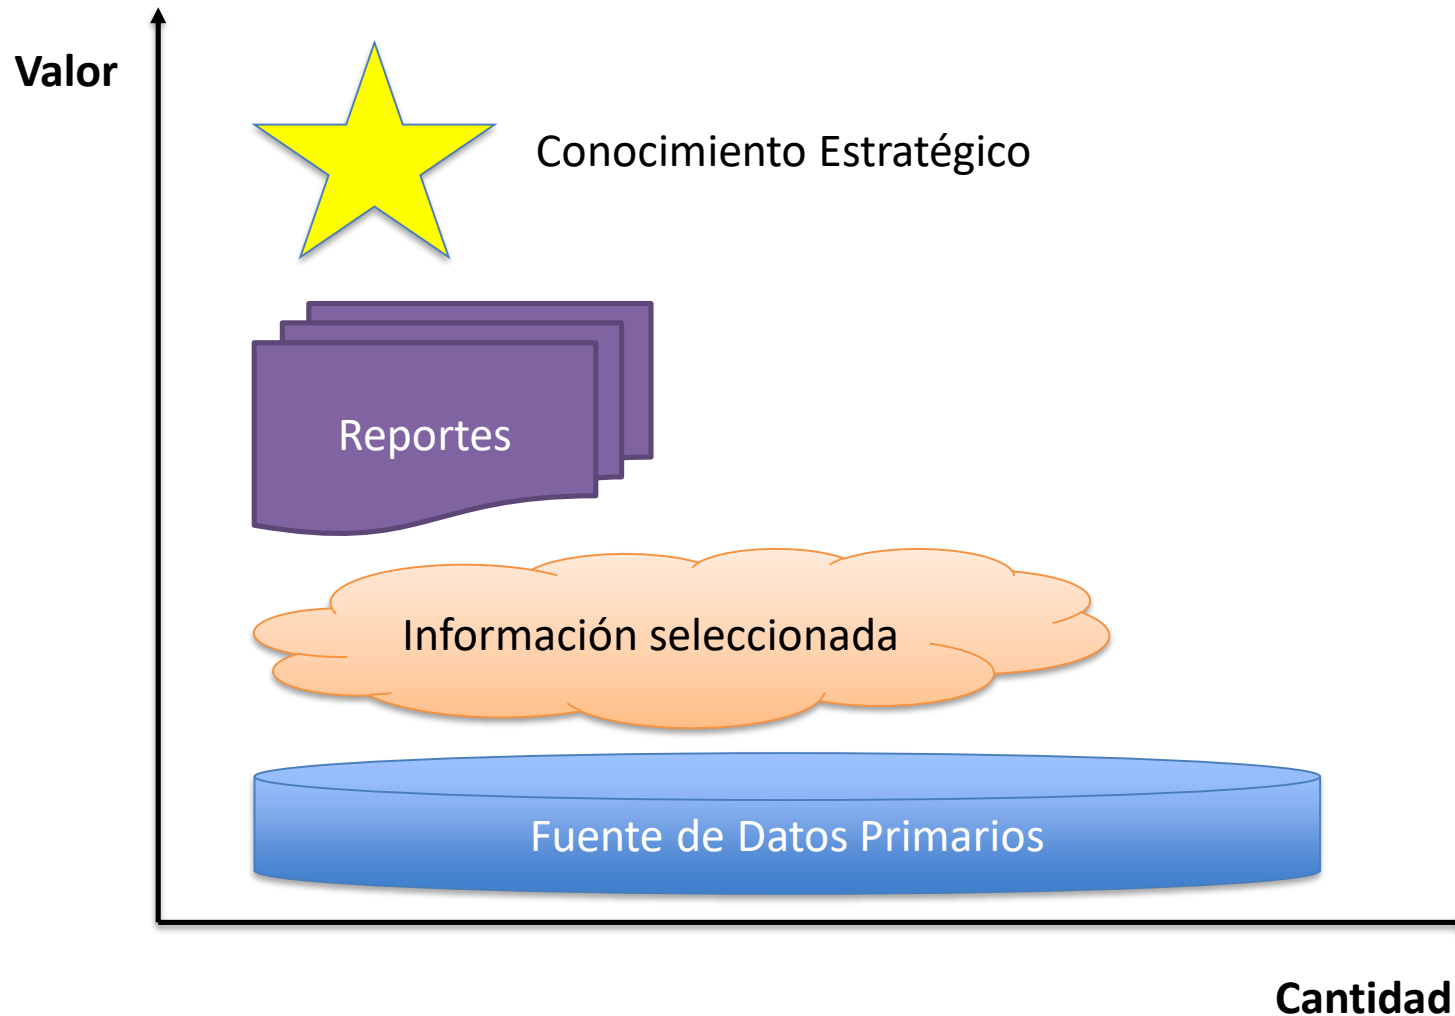 Valor
Conocimiento Estratégico
Reportes
Información seleccionada
Fuente de Datos Primarios
Cantidad